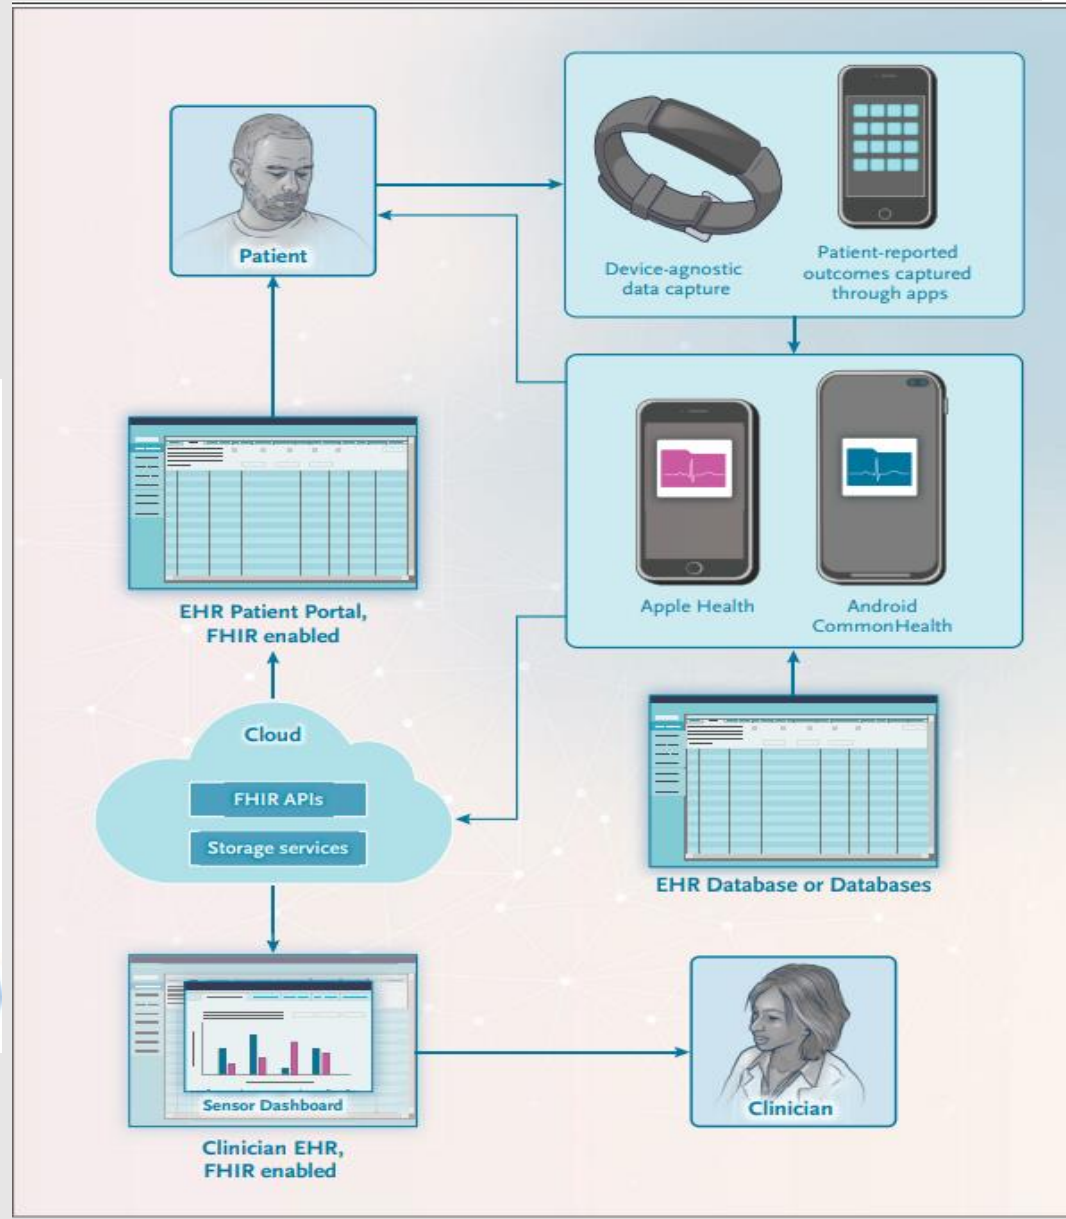 Patient
Device-agnostic
data capture
Patient-reported
outcomes captured
through apps
Apple Health
Android
CommonHealth
EHR Patient Portal,
FHIR enabled
Cloud
FHIR APIs
Storage services
EHR Database or Databases
Sensor Dashboard
Clinician EHR,
FHIR enabled
Clinician